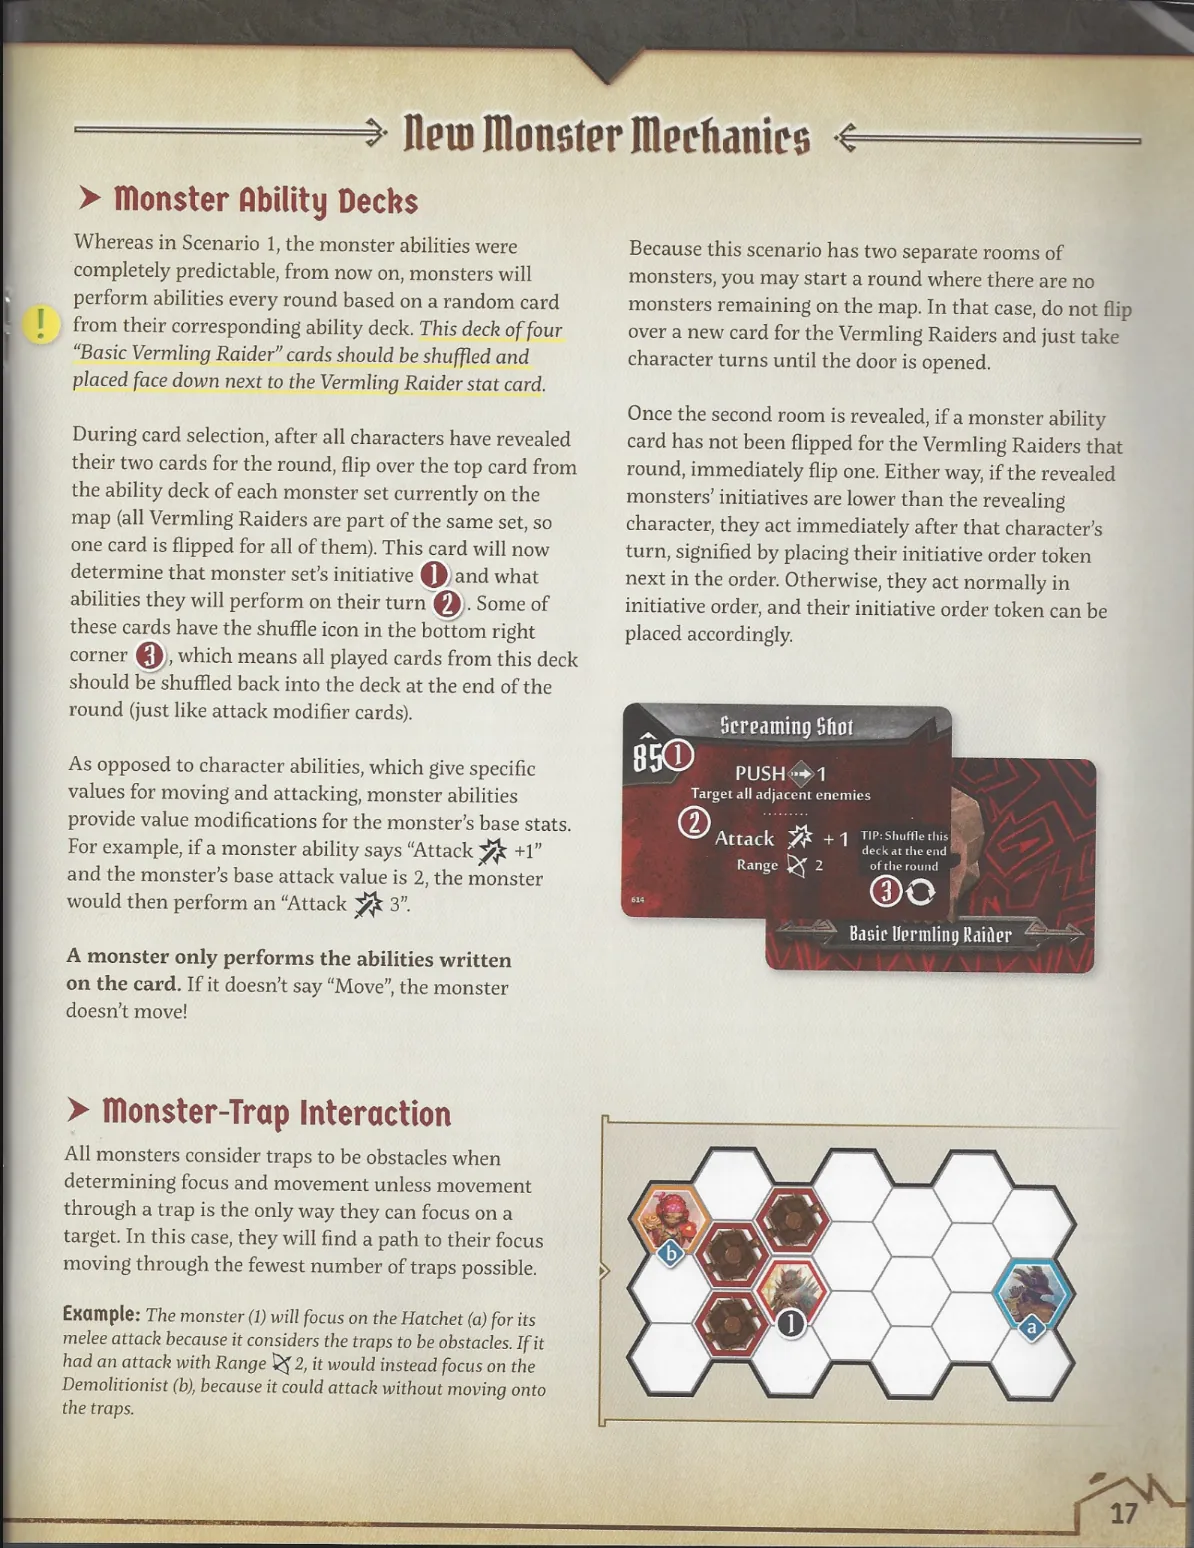 New Monster Mechanics
Monster Ability Decks
Whereas in Scenario 1, the monster abilities were
completely predictable, from now on, monsters will
perform abilities every round based on a random card
! from their corresponding ability deck. This deck of four
“Basic Vermling Raider” cards should be shuffled and
placed face down next to the Vermling Raider stat card.
During card selection, after all characters have revealed
their two cards for the round, flip over the top card from
the ability deck of each monster set currently on the
map (all Vermling Raiders are part of the same set, so
one card is flipped for all of them). This card will now
determine that monster set’s initiative 1 and what
abilities they will perform on their turn 2. Some of
these cards have the shuffle icon in the bottom right
corner 3, which means all played cards from this deck
should be shuffled back into the deck at the end of the
round (just like attack modifier cards).
As opposed to character abilities, which give specific
values for moving and attacking, monster abilities
provide value modifications for the monster’s base stats.
For example, if a monster ability says “Attack +1”
and the monster’s base attack value is 2, the monster
would then perform an “Attack 3”.
A monster only performs the abilities written
on the card. If it doesn’t say “Move”, the monster
doesn’t move!
Because this scenario has two separate rooms of
monsters, you may start a round where there are no
monsters remaining on the map. In that case, do not flip
over a new card for the Vermling Raiders and just take
character turns until the door is opened.
Once the second room is revealed, if a monster ability
card has not been flipped for the Vermling Raiders that
round, immediately flip one. Either way, if the revealed
monsters’ initiatives are lower than the revealing
character, they act immediately after that character’s
turn, signified by placing their initiative order token
next in the order. Otherwise, they act normally in
initiative order, and their initiative order token can be
placed accordingly.
Screaming Shot
85 1
PUSH 1
Target all adjacent enemies
2
Attack + 1
Range 2
TIP: Shuffle this
deck at the end
of the round
3
614
Basic Vermling Raider
Monster-Trap Interaction
All monsters consider traps to be obstacles when
determining focus and movement unless movement
through a trap is the only way they can focus on a
target. In this case, they will find a path to their focus
moving through the fewest number of traps possible.
Example: The monster (1) will focus on the Hatchet (a) for its
melee attack because it considers the traps to be obstacles. If it
had an attack with Range 2, it would instead focus on the
Demolitionist (b), because it could attack without moving onto
the traps.
b
1
a
17